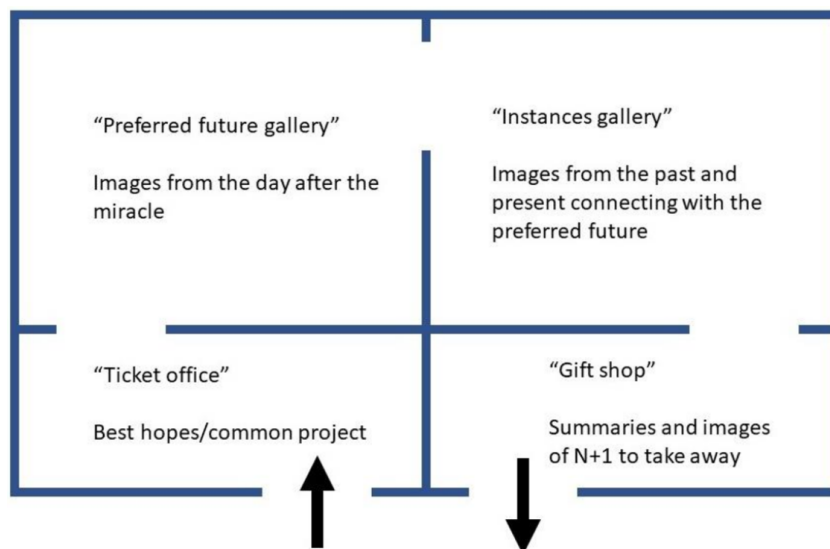 “Preferred future gallery”
Images from the day after the
miracle
“Instances gallery”
Images from the past and
present connecting with the
preferred future
“Ticket office”
Best hopes/common project
“Gift shop”
Summaries and images
of N+1 to take away